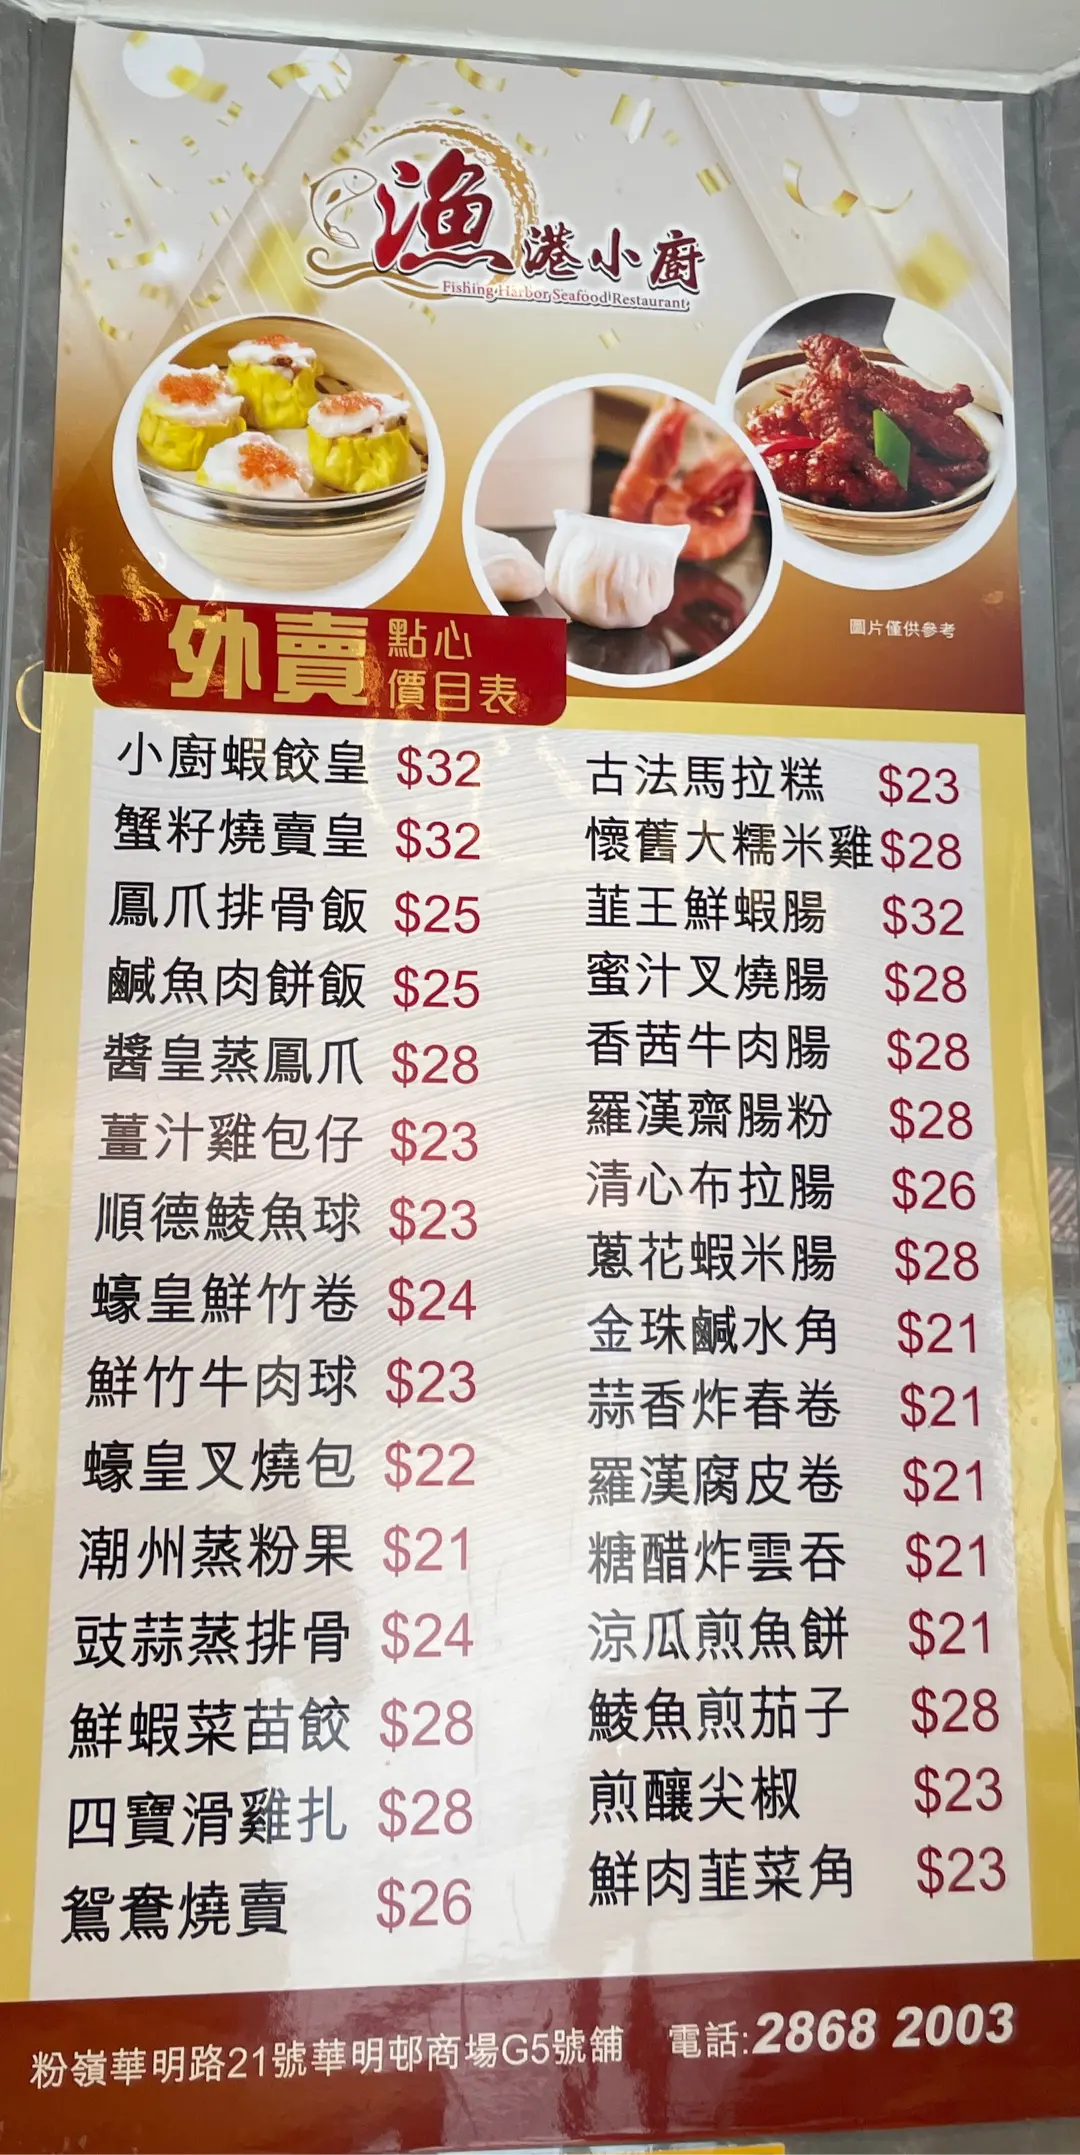 漁港小廚
Fishing Harbor Seafood Restaurant
圖片僅供參考
外賣 點心
價目表
小廚蝦餃皇 $32
蟹籽燒賣皇 $32
鳳爪排骨飯 $25
鹹魚肉餅飯 $25
醬皇蒸鳳爪 $28
薑汁雞包仔 $23
順德鯪魚球 $23
蠔皇鮮竹卷 $24
鮮竹牛肉球 $23
蠔皇叉燒包 $22
潮州蒸粉果 $21
豉蒜蒸排骨 $24
鮮蝦菜苗餃 $28
四寶滑雞扎 $28
鴛鴦燒賣 $26
古法馬拉糕 $23
懷舊大糯米雞 $28
韮王鮮蝦腸 $32
蜜汁叉燒腸 $28
香茜牛肉腸 $28
羅漢齋腸粉 $28
清心布拉腸 $26
蔥花蝦米腸 $28
金珠鹹水角 $21
蒜香炸春卷 $21
羅漢腐皮卷 $21
糖醋炸雲吞 $21
涼瓜煎魚餅 $21
鯪魚煎茄子 $28
煎釀尖椒 $23
鮮肉韮菜角 $23
粉嶺華明路21號華明邨商場G5號舖 電話:2868 2003